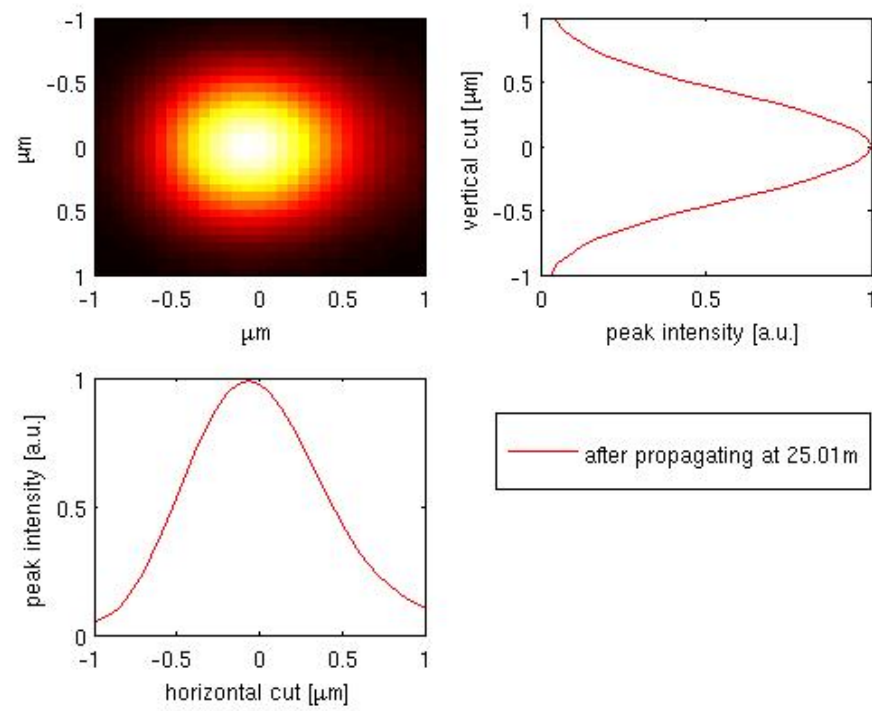 -1
-0.5
0
0.5
1
μm
-1 -0.5 0 0.5 1
μm
1
0.5
0
-0.5
-1
vertical cut [μm]
0 0.5 1
peak intensity [a.u.]
1
0.5
0
peak intensity [a.u.]
-1 -0.5 0 0.5 1
horizontal cut [μm]
after propagating at 25.01m